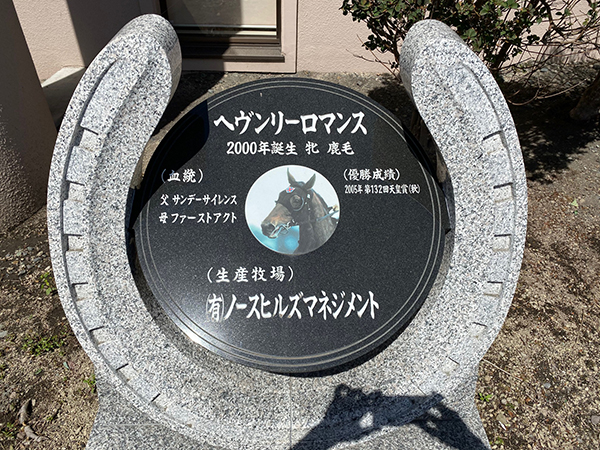 ヘヴンリーロマンス
2000年誕生 牝 鹿毛
(血統)
父 サンデーサイレンス
母 ファーストアクト
(優勝成績)
2005年 第132回天皇賞(秋)
(生産牧場)
(有)ノースヒルズマネジメント